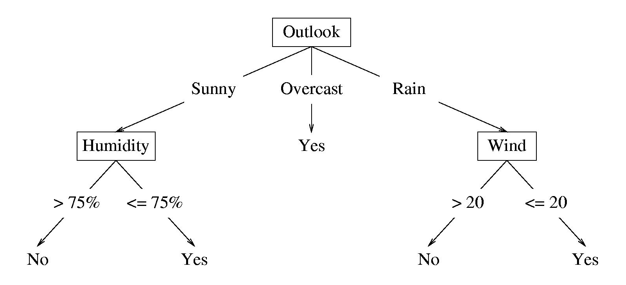 Outlook
Sunny Overcast Rain
Humidity Yes Wind
> 75% <= 75% > 20 <= 20
No Yes No Yes